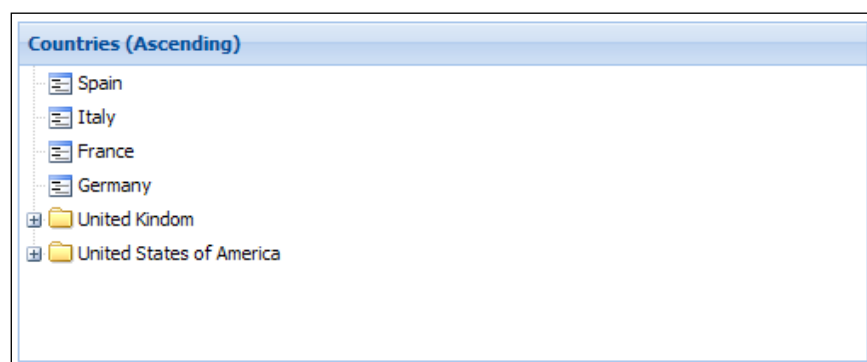 Countries (Ascending)
Spain
Italy
France
Germany
United Kindom
United States of America